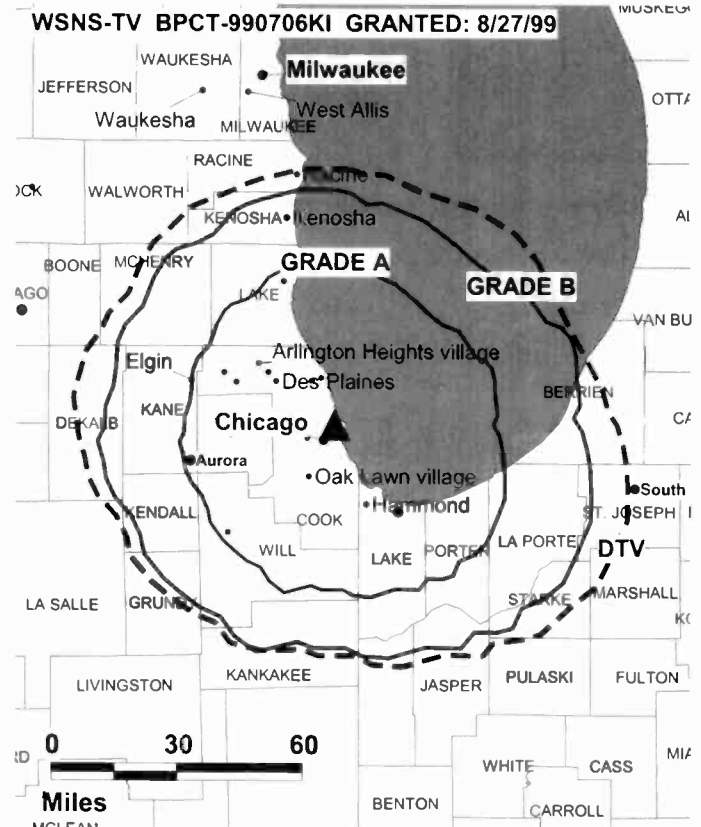 WSNS-TV BPCT-990706KI GRANTED: 8/27/99
WAUKESHA
Milwaukee
JEFFERSON
West Allis
Waukesha
MILWAUKEE
RACINE
WALWORTH
KENOSHA
Kenosha
BOONE
MCHENRY
GRADE A
LAKE
GRADE B
VAN BU
Arlington Heights village
Elgin
Des Plaines
BERRIEN
KANE
Chicago
DEKALB
Aurora
Oak Lawn village
South
Hammond
KENDALL
COOK
ST. JOSEPH
WILL
LAKE
PORTER
LA PORTE
DTV
LA SALLE
GRUNDY
STARKE
MARSHALL
KANKAKEE
LIVINGSTON
JASPER
PULASKI
FULTON
0 30 60
WHITE
CASS
MIA
Miles
BENTON
CARROLL